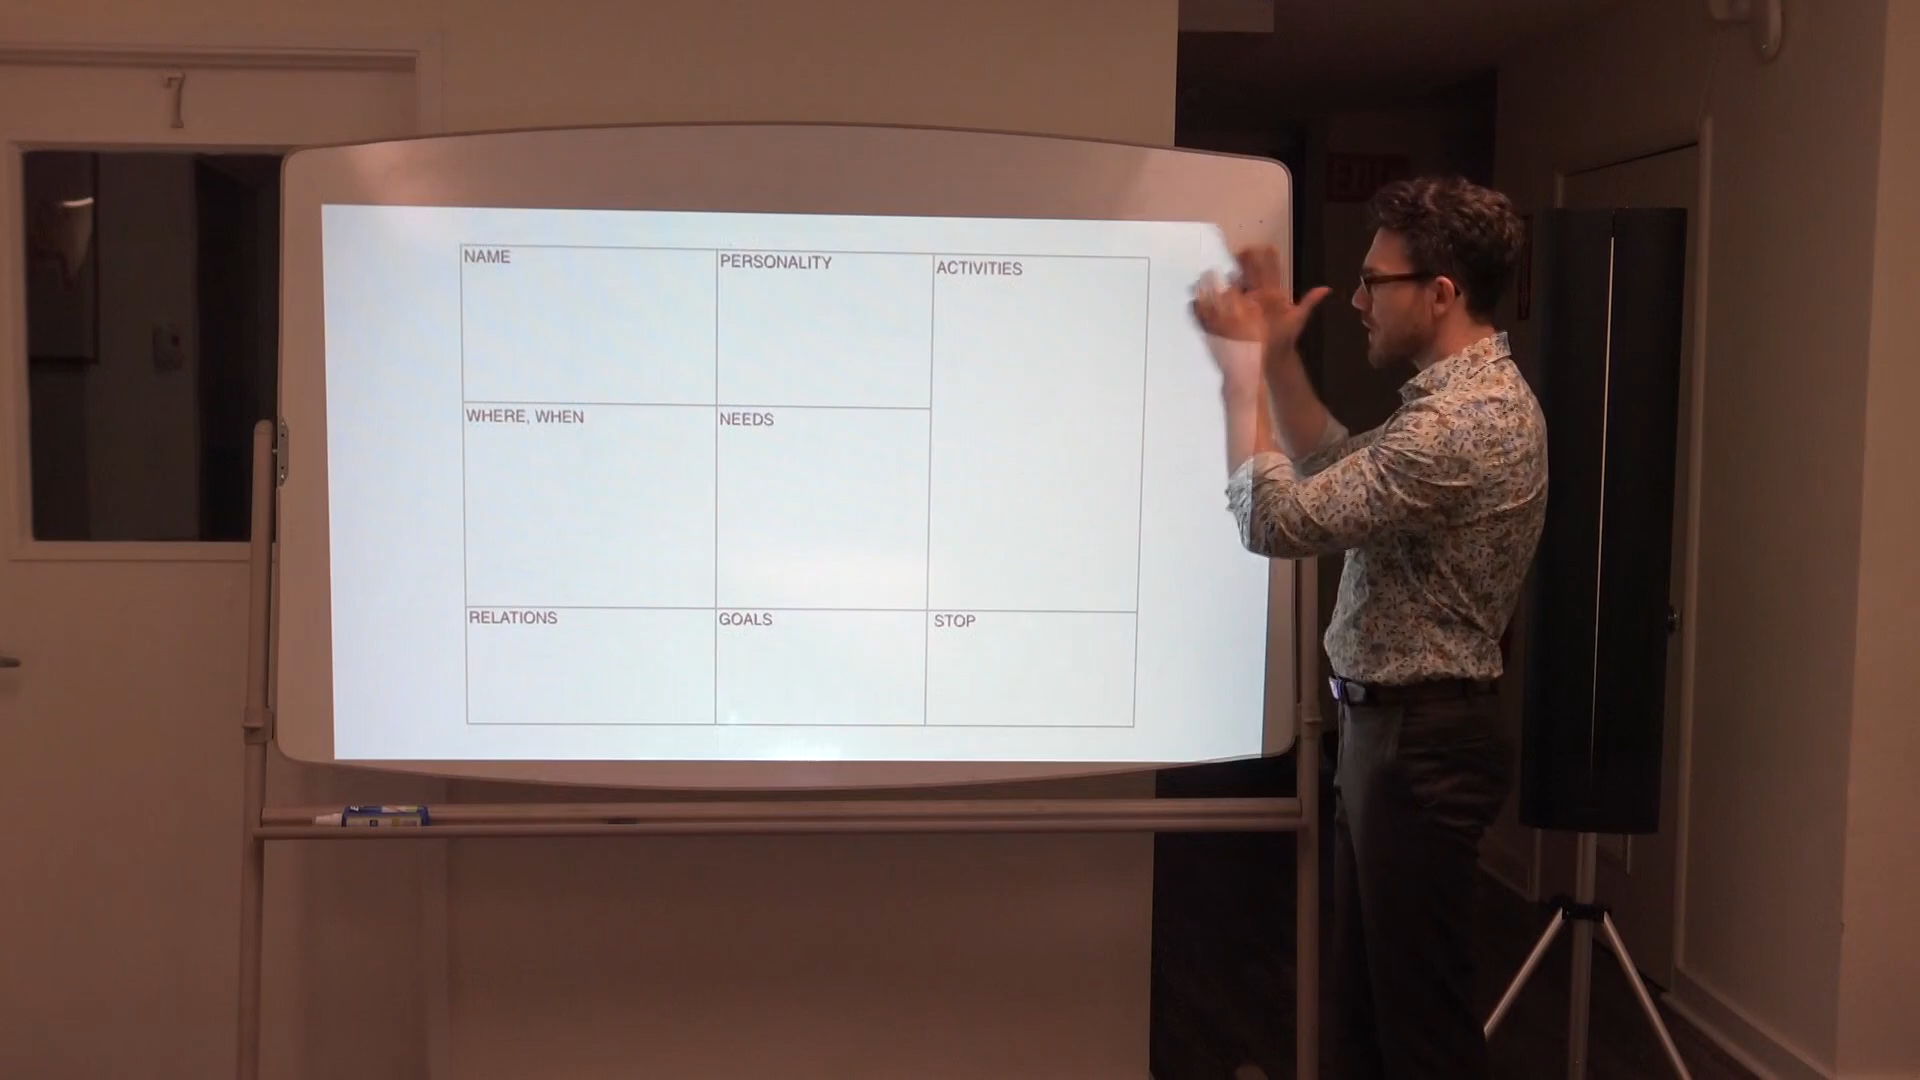 7
NAME
PERSONALITY
ACTIVITIES
WHERE, WHEN
NEEDS
RELATIONS
GOALS
STOP